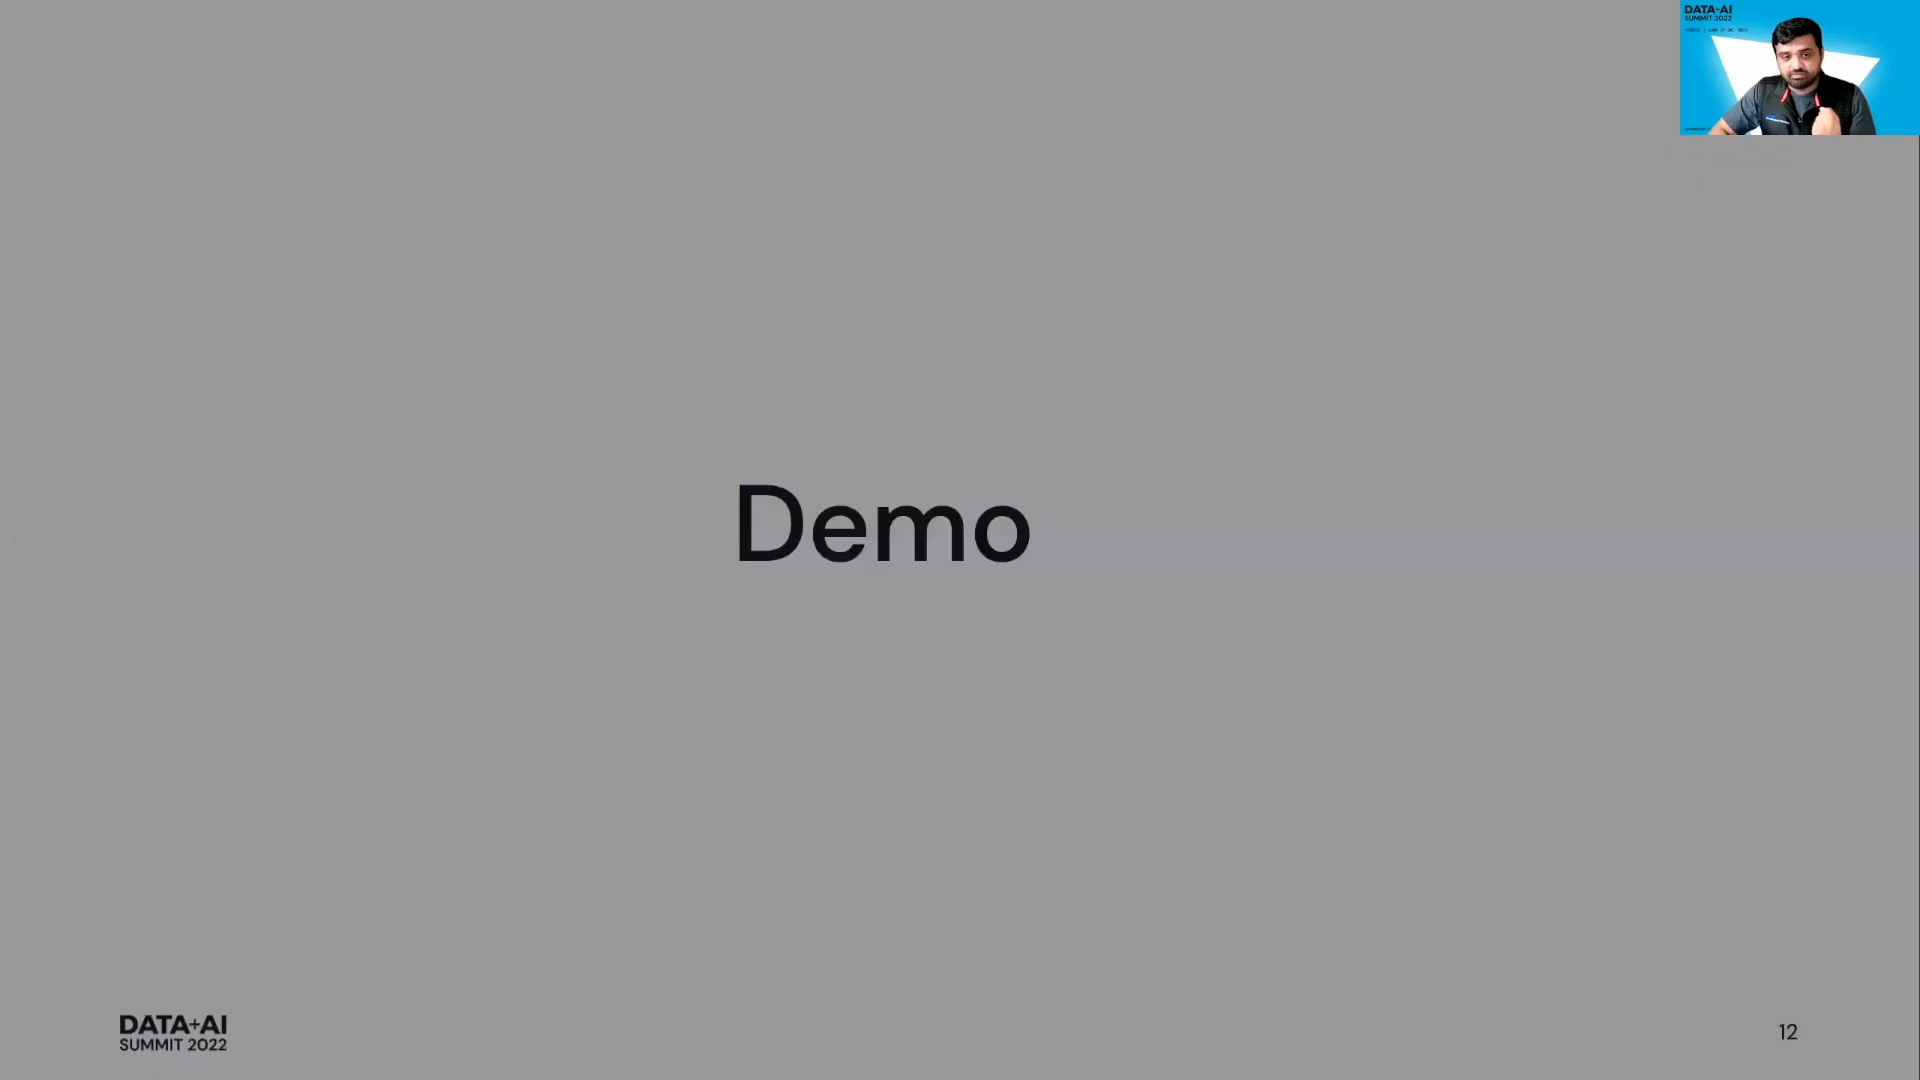 DATA+AI
SUMMIT 2022
Demo
DATA+AI
SUMMIT 2022
12